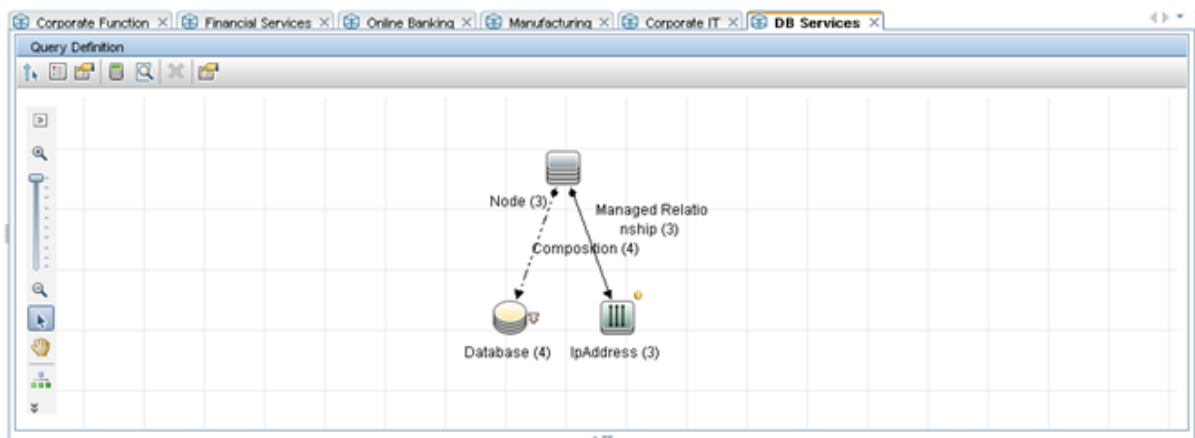 Corporate Function Financial Services Online Banking Manufacturing Corporate IT DB Services
Query Definition
Node (3)
Managed Relatio
nship (3)
Composition (4)
Database (4) IpAddress (3)